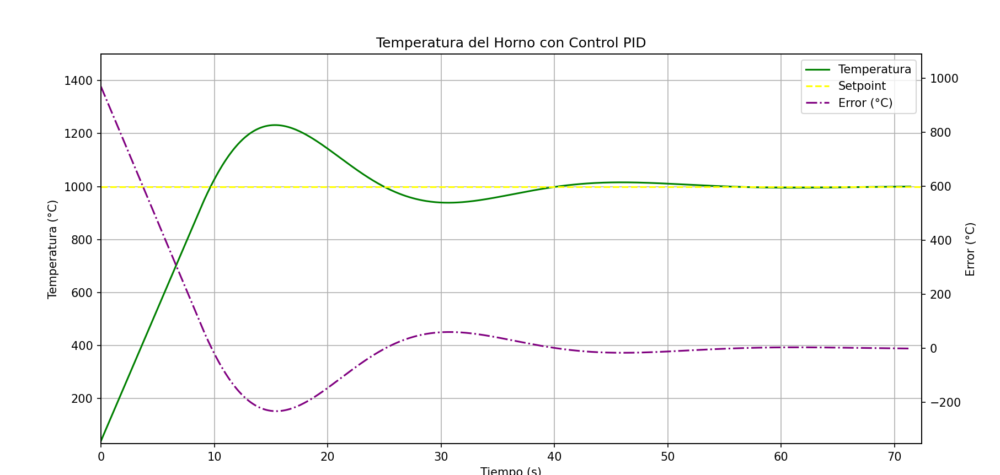 Temperatura del Horno con Control PID
Temperatura
Setpoint
Error (°C)
Temperatura (°C)
1400
1200
1000
800
600
400
200
1000
800
600
400
200
0
−200
Error (°C)
0 10 20 30 40 50 60 70
Tiempo (s)